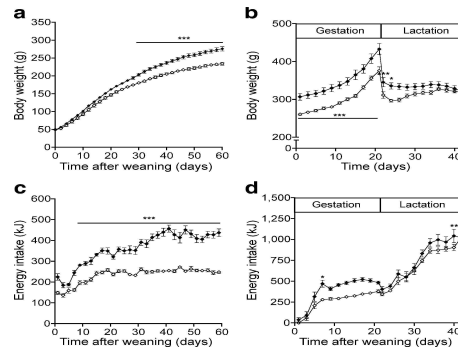 a
***
350
300
250
200
150
100
50
0
Body weight (g)
0 10 20 30 40 50 60
Time after weaning (days)
b
Gestation Lactation
500
400
300
200
Body weight (g)
***
**
*
0 10 20 30 40
Time (days)
c
***
600
500
400
300
200
100
0
Energy intake (kJ)
0 10 20 30 40 50 60
Time after weaning (days)
d
Gestation Lactation
1,500
1,250
1,000
750
500
250
0
Energy intake (kJ)
*
**
0 10 20 30 40
Time after weaning (days)